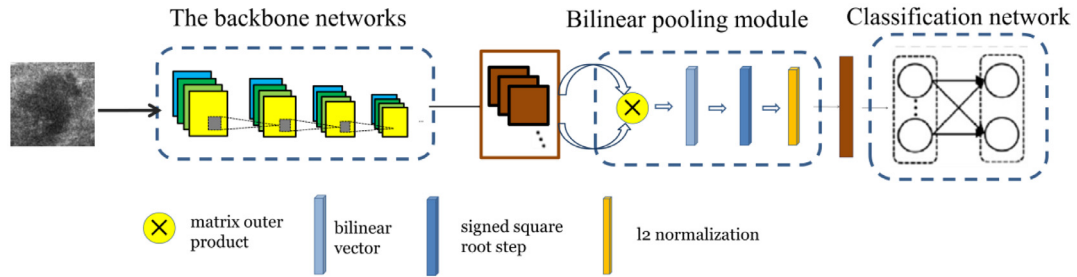 The backbone networks
Bilinear pooling module
Classification network
matrix outer
product
bilinear
vector
signed square
root step
l2 normalization